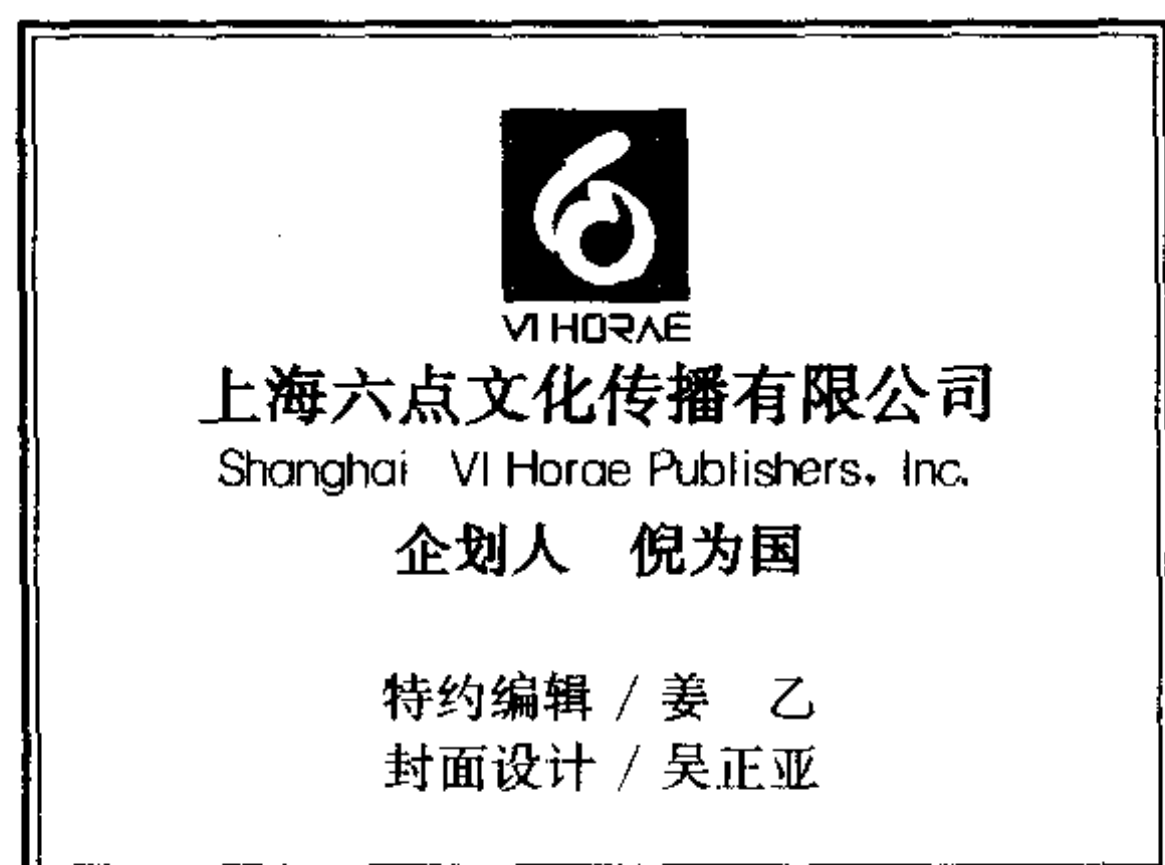 VI HORAE
上海六点文化传播有限公司
Shanghai VI Horae Publishers, Inc.
企划人 倪为国
特约编辑 / 姜 乙
封面设计 / 吴正亚